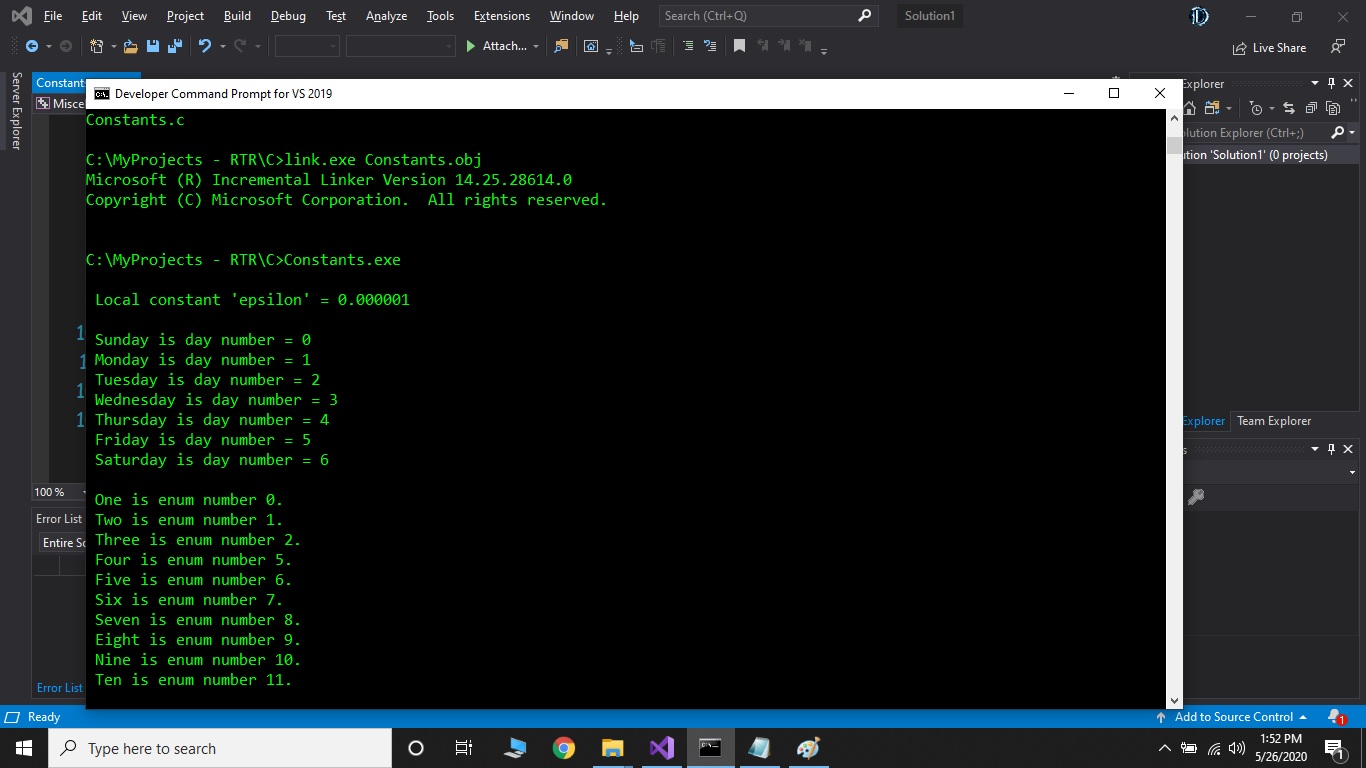 File Edit View Project Build Debug Test Analyze Tools Extensions Window Help Search (Ctrl+Q) Solution1
Attach... Live Share
Server Explorer
Constant
Misce
Developer Command Prompt for VS 2019
Constants.c
C:\MyProjects - RTR\C>link.exe Constants.obj
Microsoft (R) Incremental Linker Version 14.25.28614.0
Copyright (C) Microsoft Corporation.  All rights reserved.
C:\MyProjects - RTR\C>Constants.exe
Local constant 'epsilon' = 0.000001
Sunday is day number = 0
Monday is day number = 1
Tuesday is day number = 2
Wednesday is day number = 3
Thursday is day number = 4
Friday is day number = 5
Saturday is day number = 6
One is enum number 0.
Two is enum number 1.
Three is enum number 2.
Four is enum number 5.
Five is enum number 6.
Six is enum number 7.
Seven is enum number 8.
Eight is enum number 9.
Nine is enum number 10.
Ten is enum number 11.
Explorer
olution Explorer (Ctrl+;)
ution 'Solution1' (0 projects)
Explorer Team Explorer
100 %
Error List
Entire So
Error List
Ready Add to Source Control 1
Type here to search
1:52 PM
5/26/2020
1